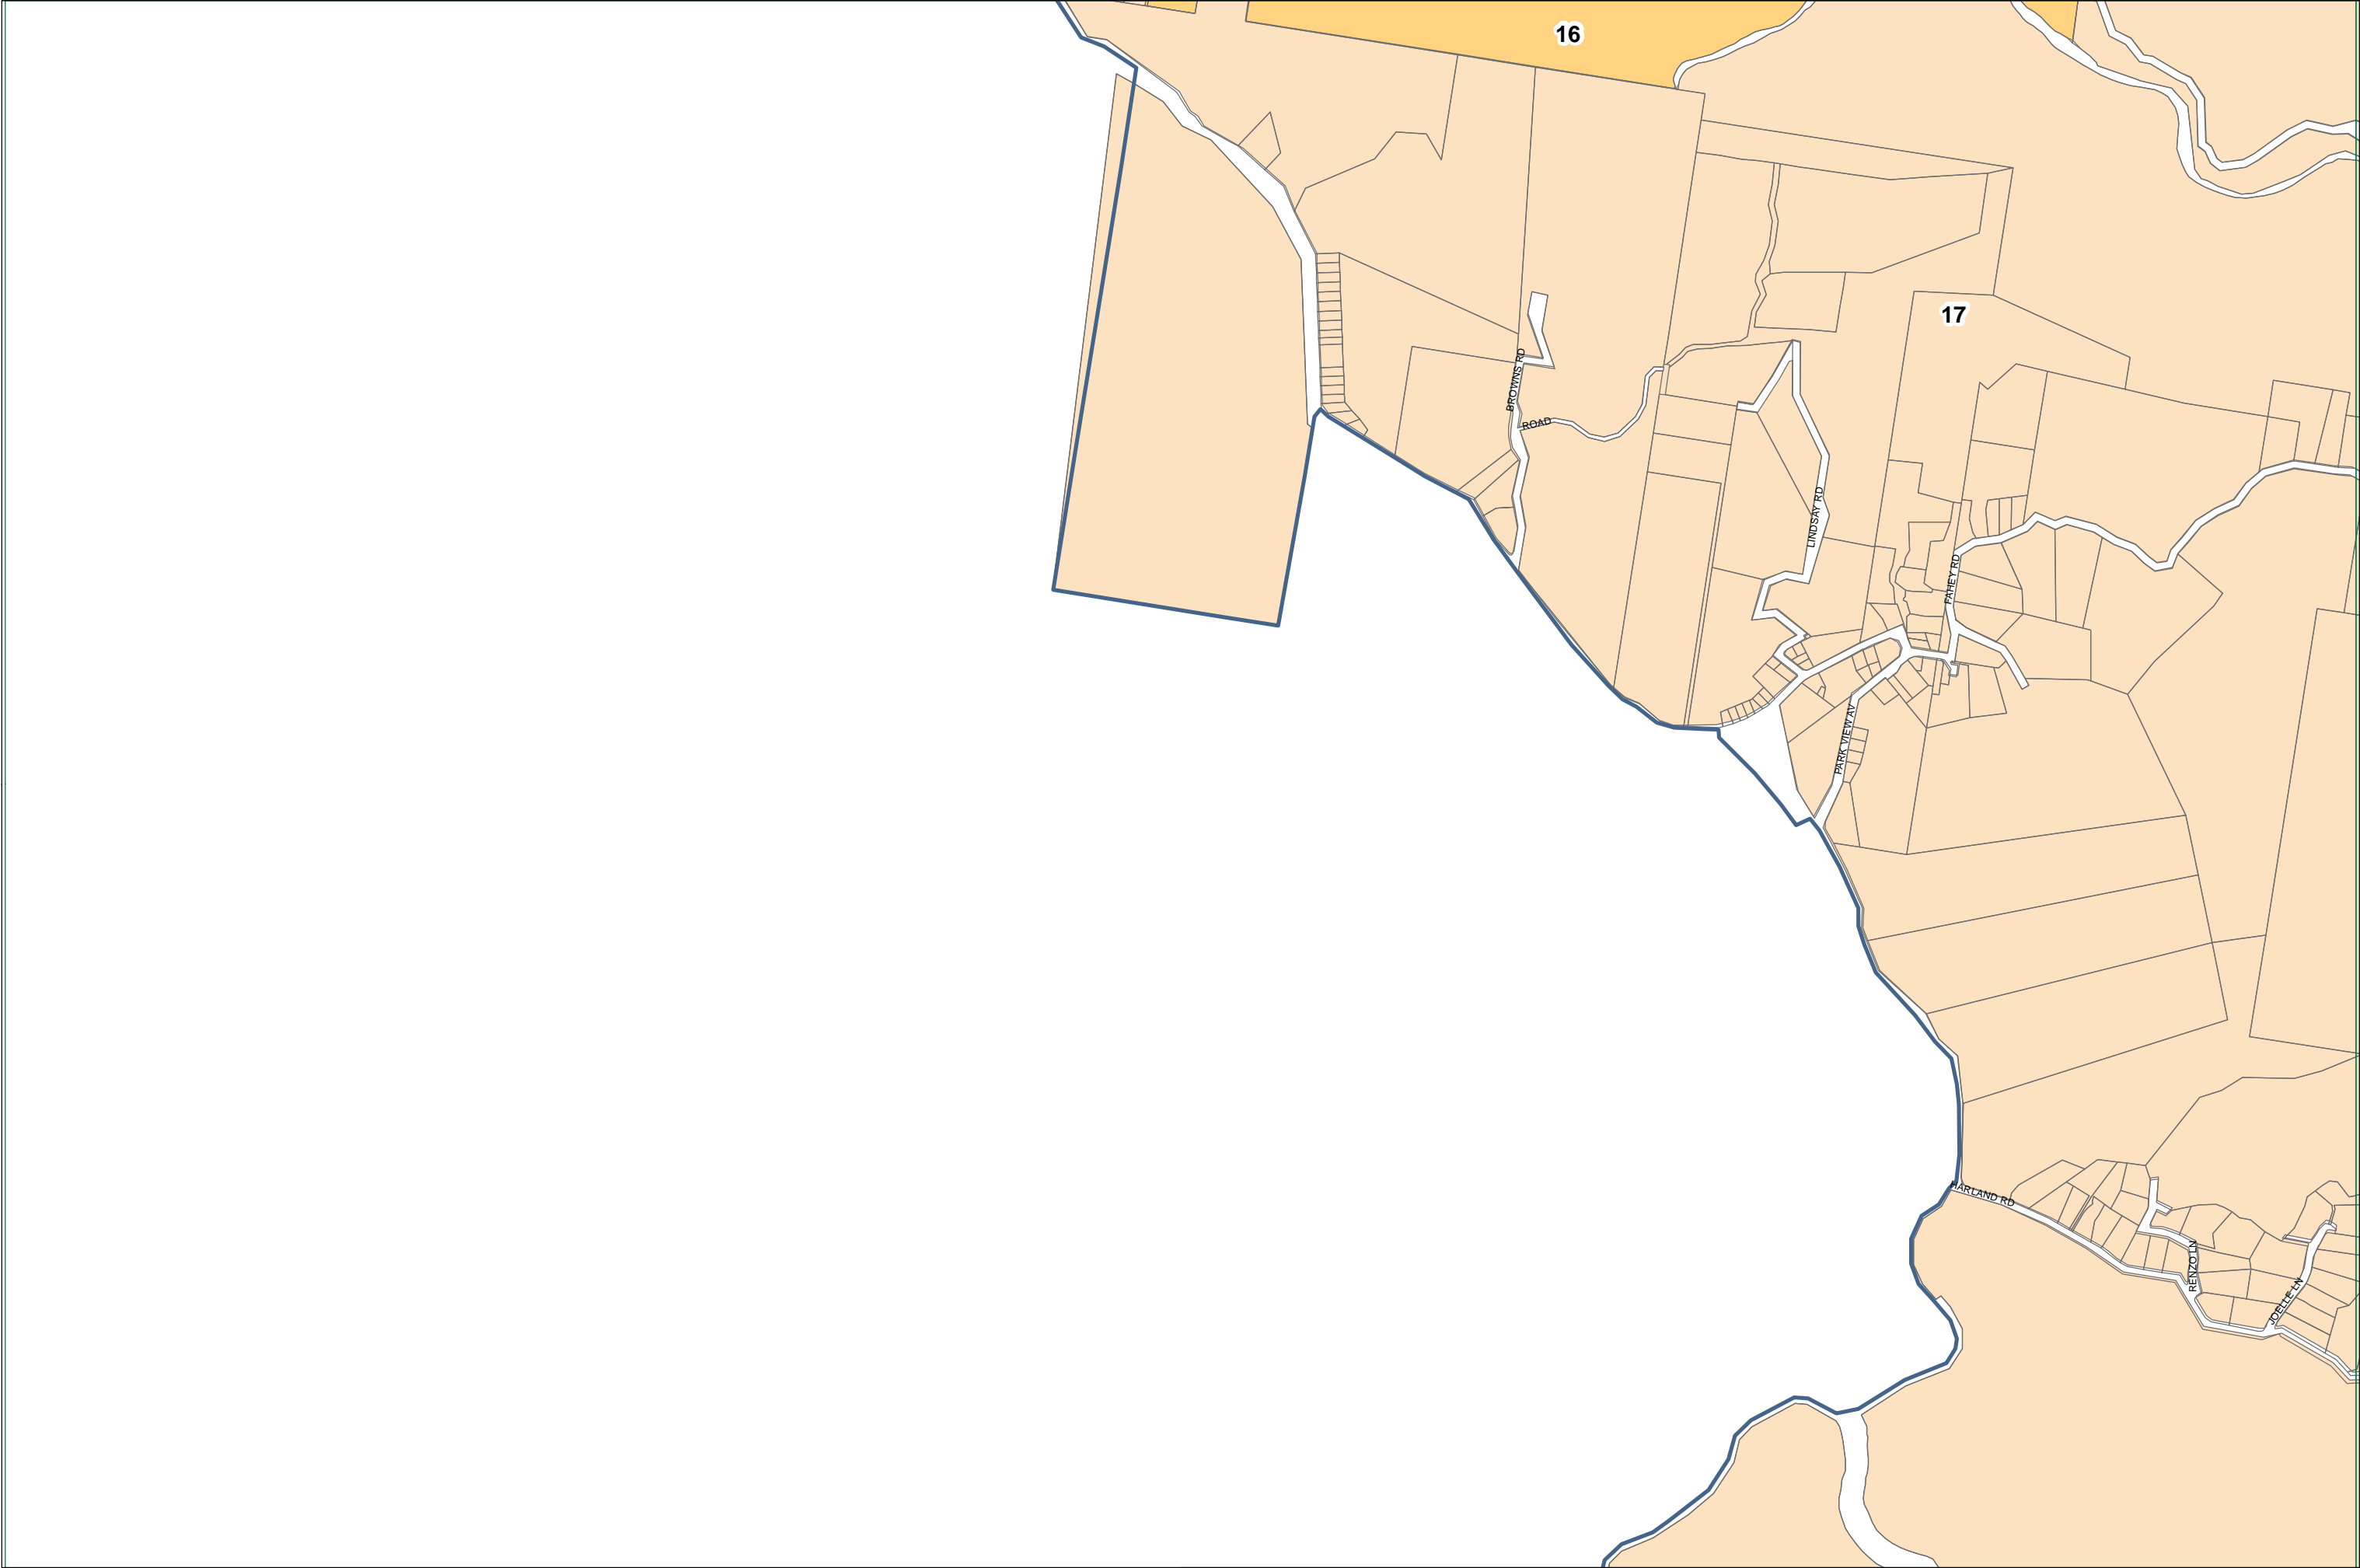 16
17
BROWNS RD
ROAD
LINDSAY RD
FAHEY RD
PARK VIEW AV
HARLAND RD
RENZO LN
JOELLE LN